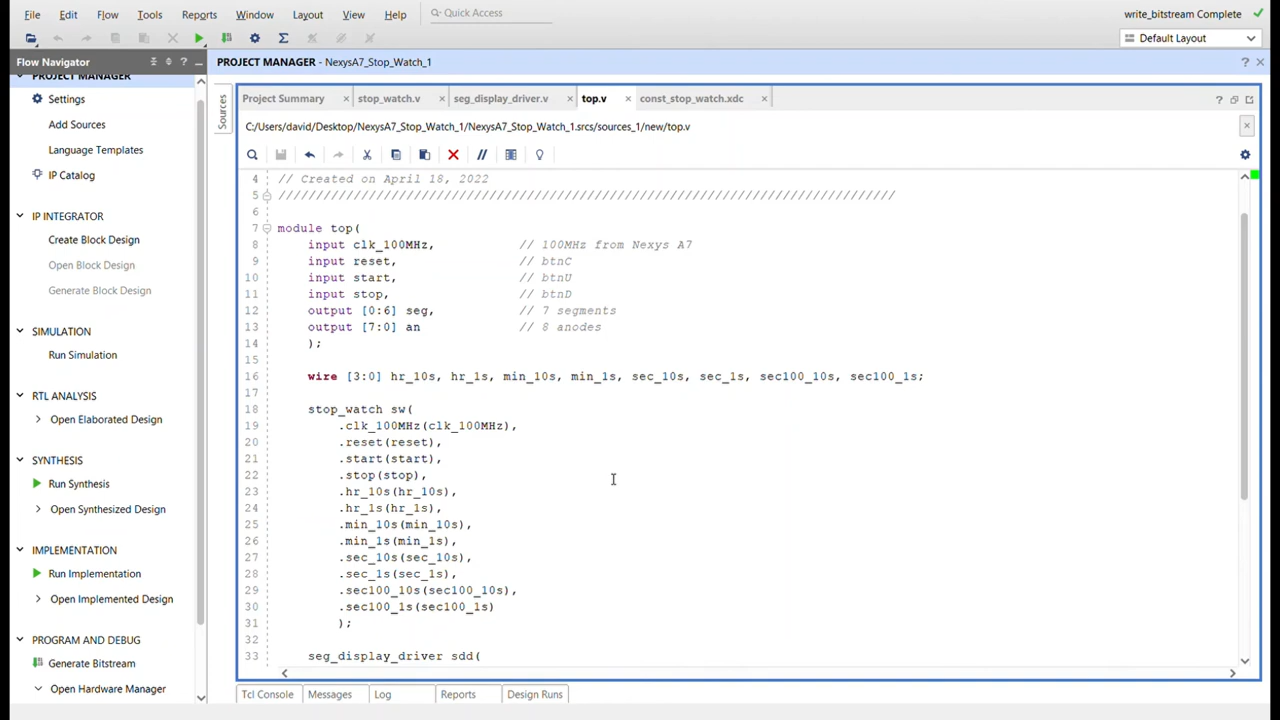 File Edit Flow Tools Reports Window Layout View Help Quick Access write_bitstream Complete
Default Layout
Flow Navigator
PROJECT MANAGER - NexysA7_Stop_Watch_1
PROJECT MANAGER
Settings
Add Sources
Language Templates
IP Catalog
IP INTEGRATOR
Create Block Design
Open Block Design
Generate Block Design
SIMULATION
Run Simulation
RTL ANALYSIS
Open Elaborated Design
SYNTHESIS
Run Synthesis
Open Synthesized Design
IMPLEMENTATION
Run Implementation
Open Implemented Design
PROGRAM AND DEBUG
Generate Bitstream
Open Hardware Manager
Sources
Project Summary stop_watch.v seg_display_driver.v top.v const_stop_watch.xdc
C:/Users/david/Desktop/NexysA7_Stop_Watch_1/NexysA7_Stop_Watch_1.srcs/sources_1/new/top.v
4 // Created on April 18, 2022
5 //////////////////////////////////////////////////////////////////////////////////
6
7 module top(
8 input clk_100MHz, // 100MHz from Nexys A7
9 input reset, // btnC
10 input start, // btnU
11 input stop, // btnD
12 output [0:6] seg, // 7 segments
13 output [7:0] an // 8 anodes
14 );
15
16 wire [3:0] hr_10s, hr_1s, min_10s, min_1s, sec_10s, sec_1s, sec100_10s, sec100_1s;
17
18 stop_watch sw(
19 .clk_100MHz(clk_100MHz),
20 .reset(reset),
21 .start(start),
22 .stop(stop),
23 .hr_10s(hr_10s),
24 .hr_1s(hr_1s),
25 .min_10s(min_10s),
26 .min_1s(min_1s),
27 .sec_10s(sec_10s),
28 .sec_1s(sec_1s),
29 .sec100_10s(sec100_10s),
30 .sec100_1s(sec100_1s)
31 );
32
33 seg_display_driver sdd(
Tcl Console Messages Log Reports Design Runs